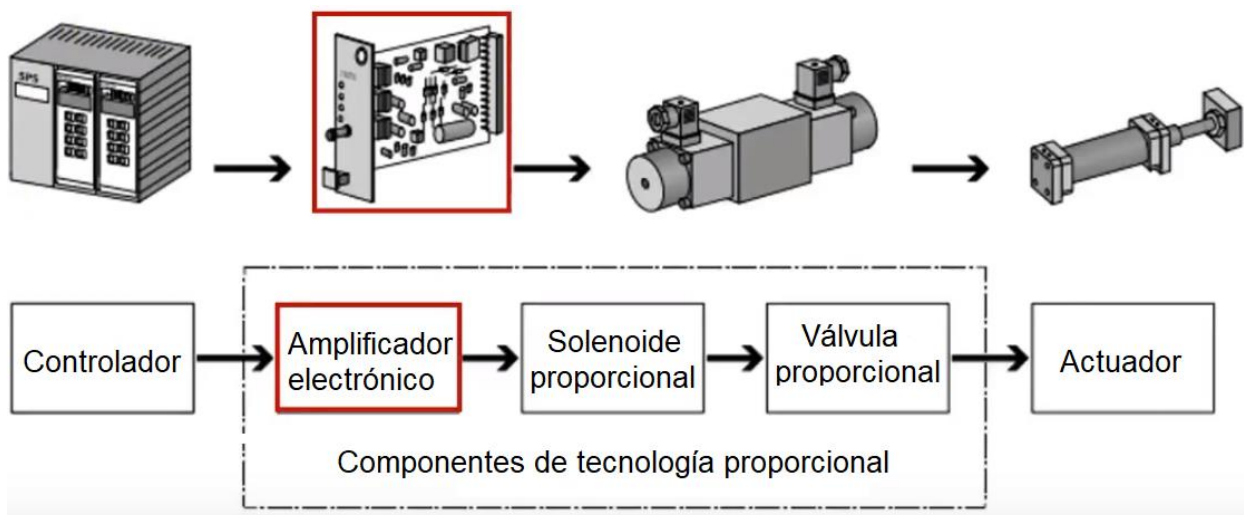 SPS
Controlador
Amplificador
electrónico
Solenoide
proporcional
Válvula
proporcional
Actuador
Componentes de tecnología proporcional